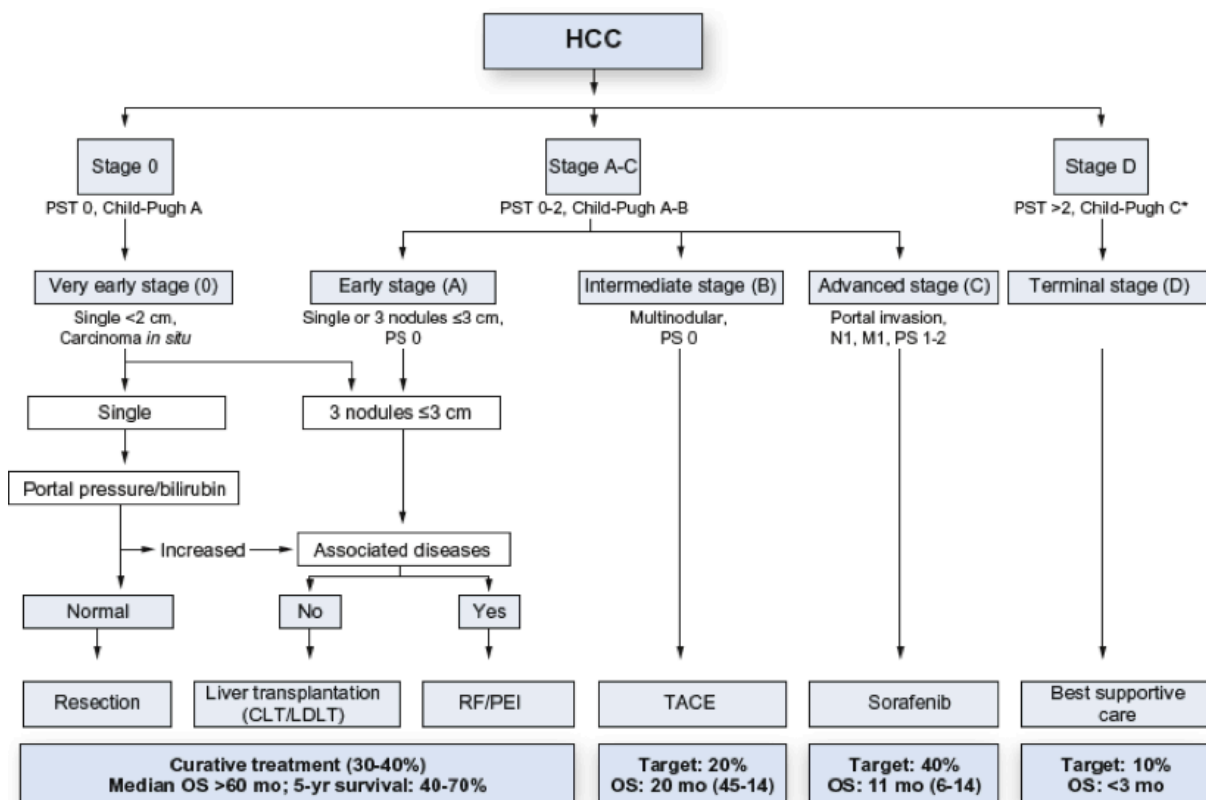 HCC
Stage 0
Stage A-C
Stage D
PST 0, Child-Pugh A
PST 0-2, Child-Pugh A-B
PST >2, Child-Pugh C*
Very early stage (0)
Early stage (A)
Intermediate stage (B)
Advanced stage (C)
Terminal stage (D)
Single <2 cm,
Carcinoma in situ
Single or 3 nodules ≤3 cm,
PS 0
Multinodular,
PS 0
Portal invasion,
N1, M1, PS 1-2
Single
3 nodules ≤3 cm
Portal pressure/bilirubin
Increased
Associated diseases
Normal
No
Yes
Resection
Liver transplantation
(CLT/LDLT)
RF/PEI
TACE
Sorafenib
Best supportive
care
Curative treatment (30-40%)
Median OS >60 mo; 5-yr survival: 40-70%
Target: 20%
OS: 20 mo (45-14)
Target: 40%
OS: 11 mo (6-14)
Target: 10%
OS: <3 mo